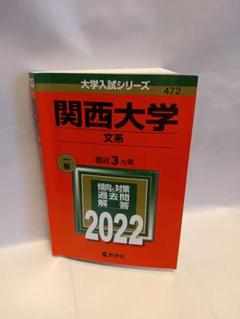 大学入試シリーズ
472
関西大学
文系
一般
最近3カ年
傾向と対策
過去問
解答
2022
教学社